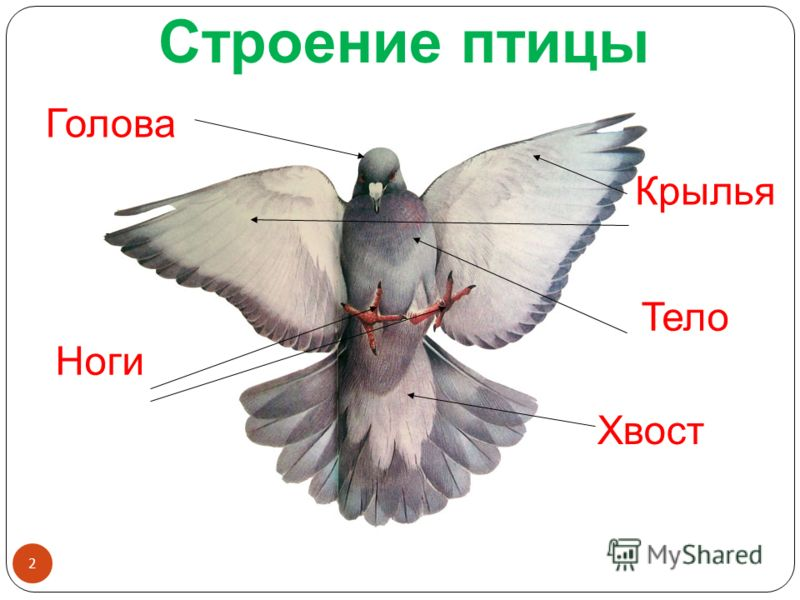 Строение птицы
Голова
Крылья
Тело
Ноги
Хвост
2
MyShared